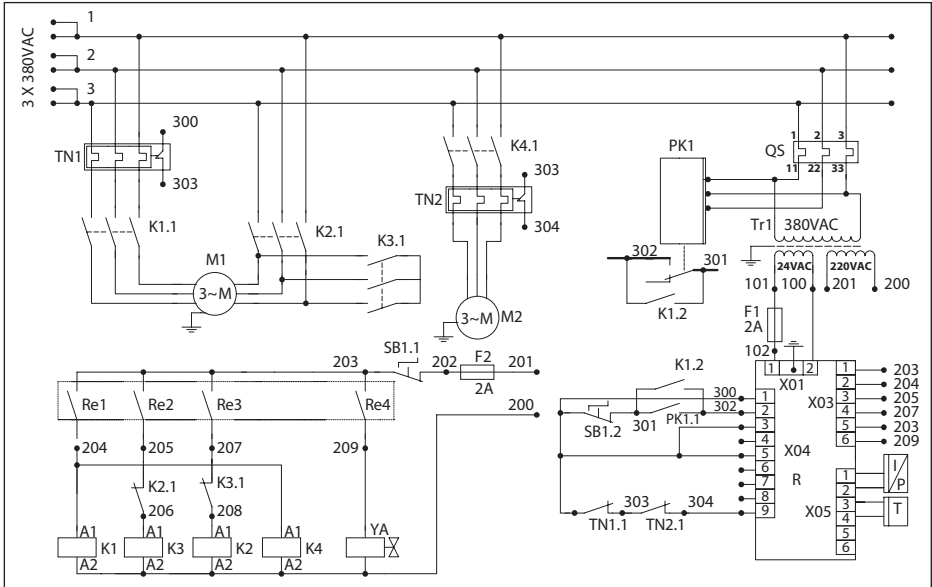 3 X 380VAC
1
2
3
TN1
300
303
K4.1
303
TN2
304
PK1
QS
1 2 3
11 22 33
Tr1 380VAC
K1.1
K2.1
K3.1
M1
3~M
3~M M2
302 301
K1.2
24VAC 220VAC
101 100 201 200
F1
2A
102
203
SB1.1
202
F2
2A
201
200
Re1 Re2 Re3 Re4
204 205 207 209
K2.1
206
K3.1
208
A1 K1 A2
A1 K3 A2
A1 K2 A2
A1 K4 A2
YA
K1.2
300
302
SB1.2
301
PK1.1
TN1.1
303
TN2.1
304
1 2
X01
X03
1 203
2 204
3 205
4 207
5 203
6 209
X04
1
2
3
4
5
6
7
8
9
R
X05
1
2
3
4
5
6
I/P
T